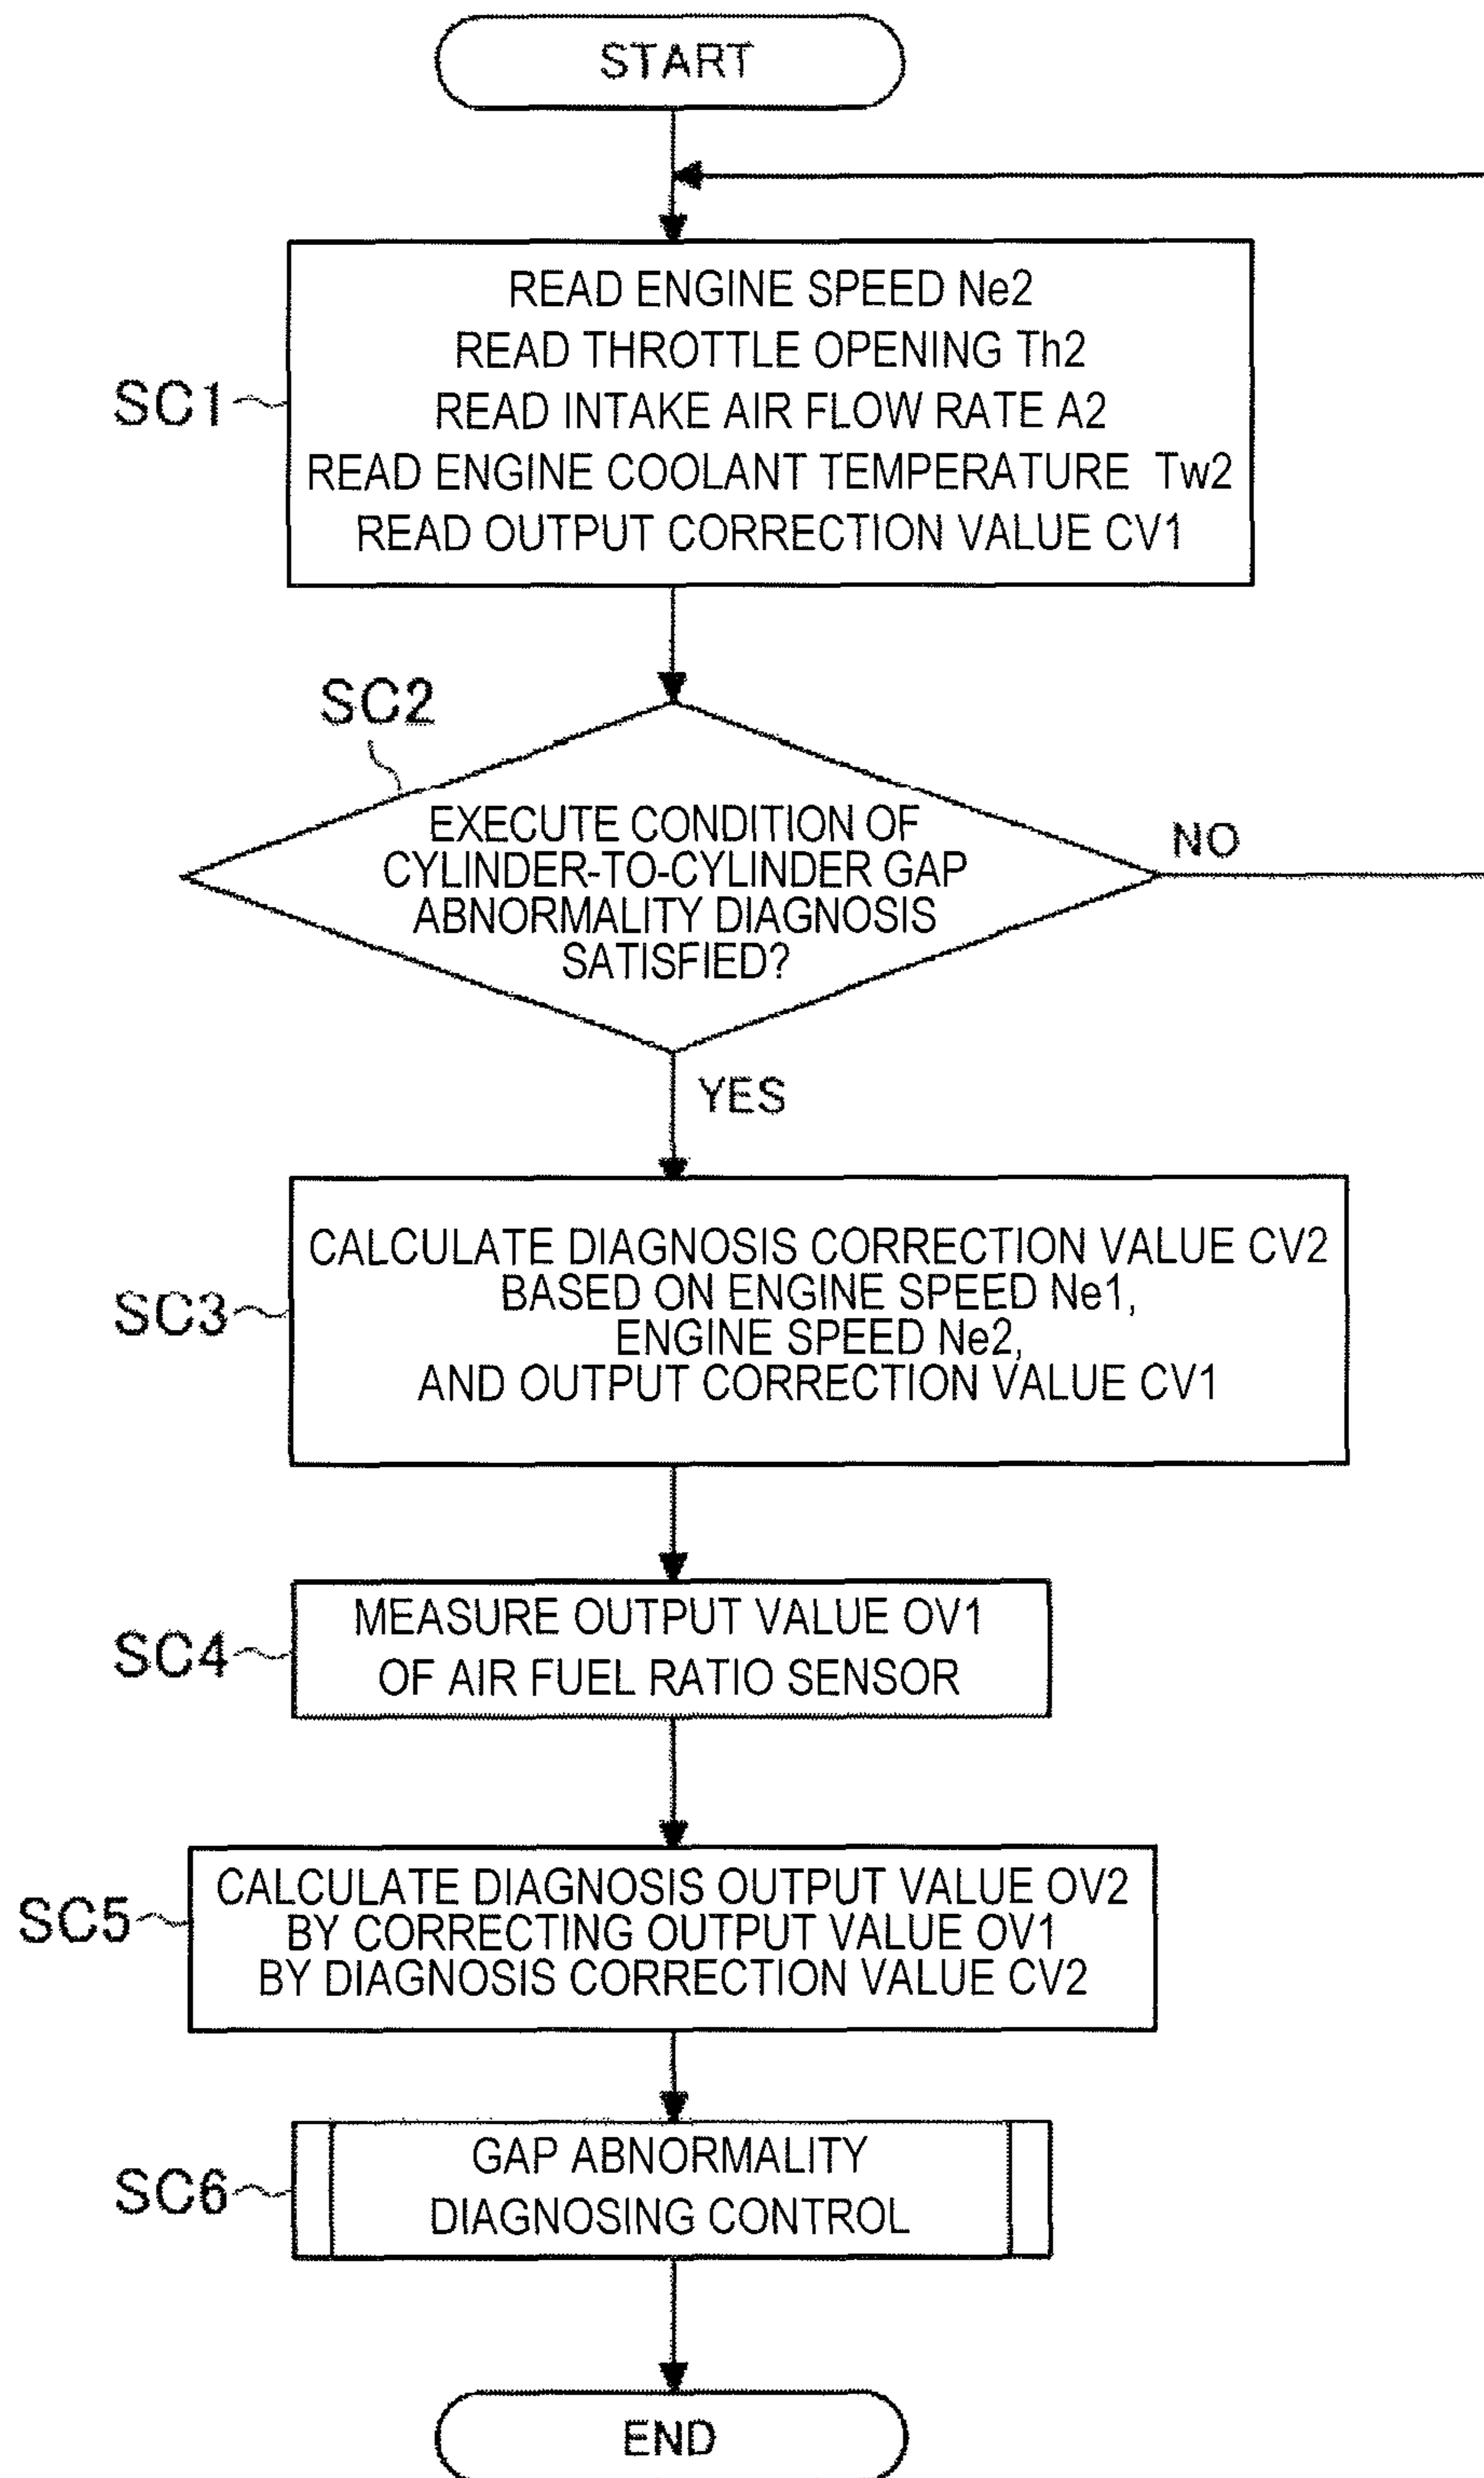 START
READ ENGINE SPEED Ne2
READ THROTTLE OPENING Th2
READ INTAKE AIR FLOW RATE A2
READ ENGINE COOLANT TEMPERATURE Tw2
READ OUTPUT CORRECTION VALUE CV1
SC1
SC2
EXECUTE CONDITION OF
CYLINDER-TO-CYLINDER GAP
ABNORMALITY DIAGNOSIS
SATISFIED?
NO
YES
CALCULATE DIAGNOSIS CORRECTION VALUE CV2
BASED ON ENGINE SPEED Ne1,
ENGINE SPEED Ne2,
AND OUTPUT CORRECTION VALUE CV1
SC3
MEASURE OUTPUT VALUE OV1
OF AIR FUEL RATIO SENSOR
SC4
CALCULATE DIAGNOSIS OUTPUT VALUE OV2
BY CORRECTING OUTPUT VALUE OV1
BY DIAGNOSIS CORRECTION VALUE CV2
SC5
GAP ABNORMALITY
DIAGNOSING CONTROL
SC6
END